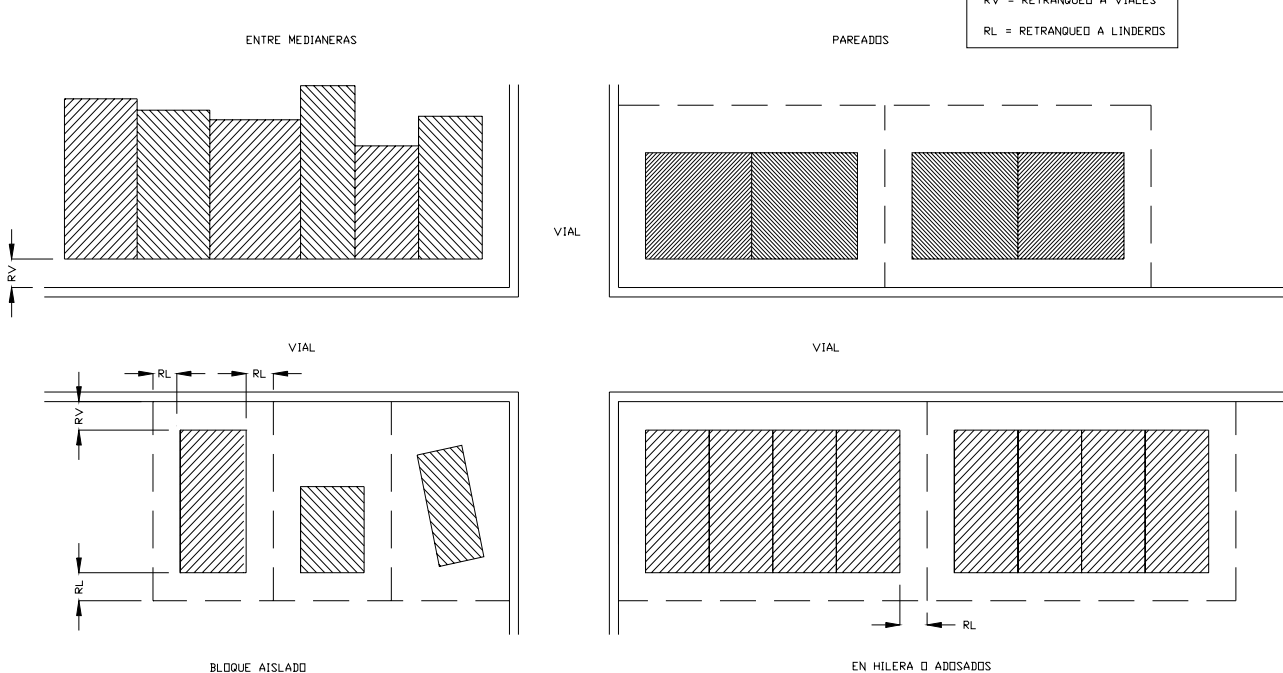 RV = RETRANQUEO A VIALES
RL = RETRANQUEO A LINDEROS
ENTRE MEDIANERAS
PAREADOS
VIAL
RV
VIAL
VIAL
RL
RL
RV
RL
RL
BLOQUE AISLADO
EN HILERA O ADOSADOS